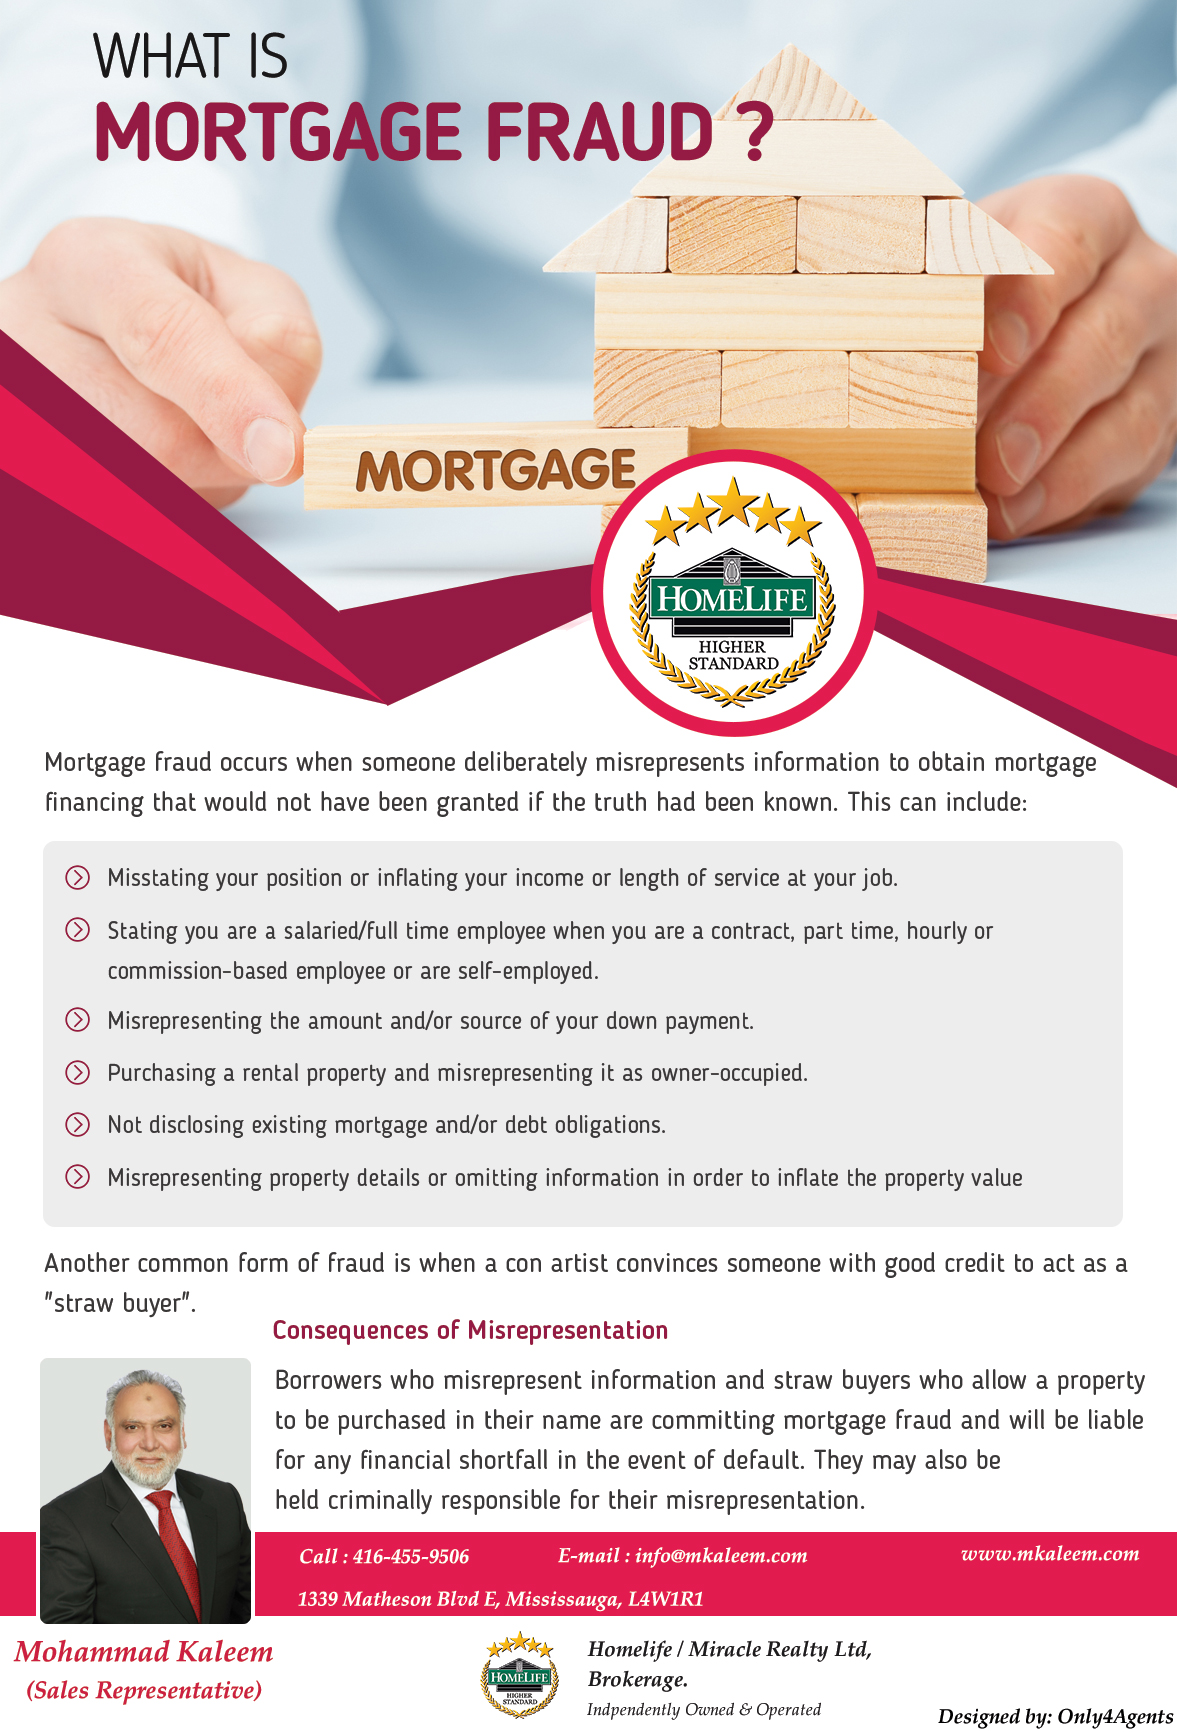 WHAT IS
MORTGAGE FRAUD ?
MORTGAGE
HOMELIFE
HIGHER
STANDARD
Mortgage fraud occurs when someone deliberately misrepresents information to obtain mortgage
financing that would not have been granted if the truth had been known. This can include:
Misstating your position or inflating your income or length of service at your job.
Stating you are a salaried/full time employee when you are a contract, part time, hourly or
commission-based employee or are self-employed.
Misrepresenting the amount and/or source of your down payment.
Purchasing a rental property and misrepresenting it as owner-occupied.
Not disclosing existing mortgage and/or debt obligations.
Misrepresenting property details or omitting information in order to inflate the property value
Another common form of fraud is when a con artist convinces someone with good credit to act as a
"straw buyer".
Consequences of Misrepresentation
Borrowers who misrepresent information and straw buyers who allow a property
to be purchased in their name are committing mortgage fraud and will be liable
for any financial shortfall in the event of default. They may also be
held criminally responsible for their misrepresentation.
Call : 416-455-9506 E-mail : info@mkaleem.com www.mkaleem.com
1339 Matheson Blvd E, Mississauga, L4W1R1
Mohammad Kaleem
(Sales Representative)
HOMELIFE
HIGHER
STANDARD
Homelife / Miracle Realty Ltd,
Brokerage.
Indpendently Owned & Operated
Designed by: Only4Agents